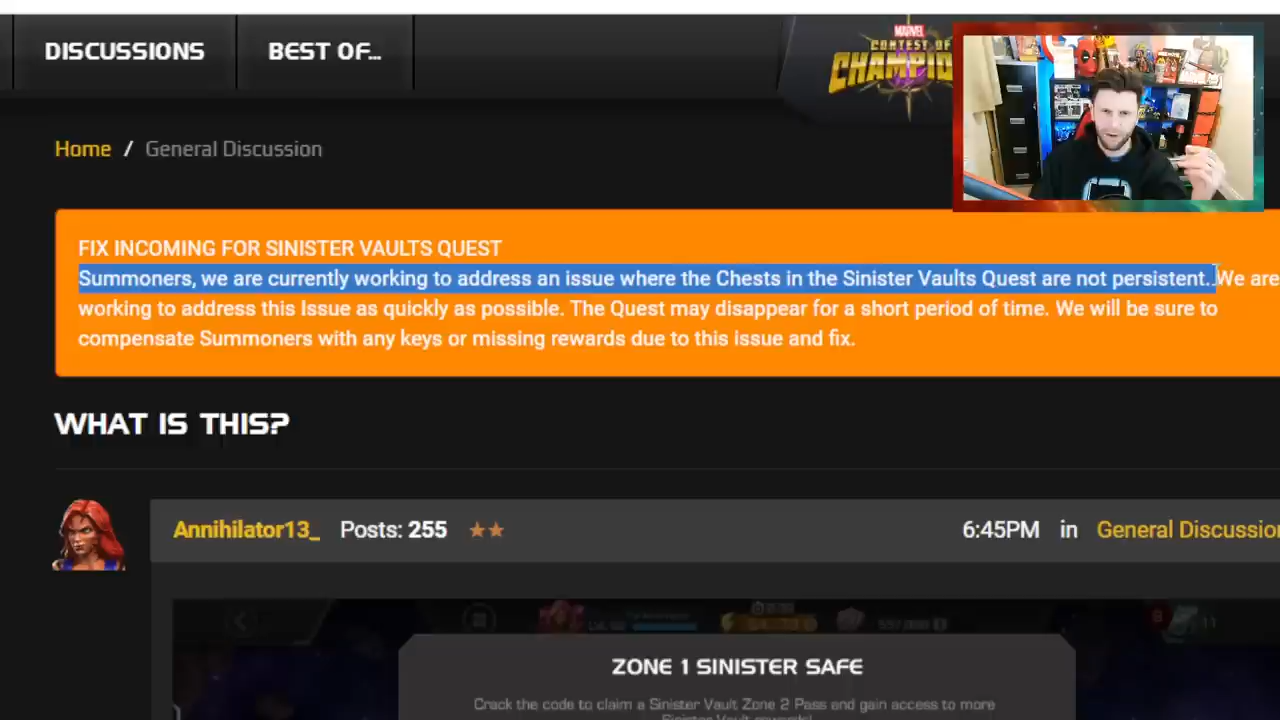 DISCUSSIONS
BEST OF...
MARVEL
CONTEST OF
Home / General Discussion
FIX INCOMING FOR SINISTER VAULTS QUEST
Summoners, we are currently working to address an issue where the Chests in the Sinister Vaults Quest are not persistent. We are
working to address this Issue as quickly as possible. The Quest may disappear for a short period of time. We will be sure to
compensate Summoners with any keys or missing rewards due to this issue and fix.
WHAT IS THIS?
Annihilator13_ Posts: 255
6:45PM in General Discussion
ZONE 1 SINISTER SAFE
Crack the code to claim a Sinister Vault Zone 2 Pass and gain access to more
Sinister Vault rewards!